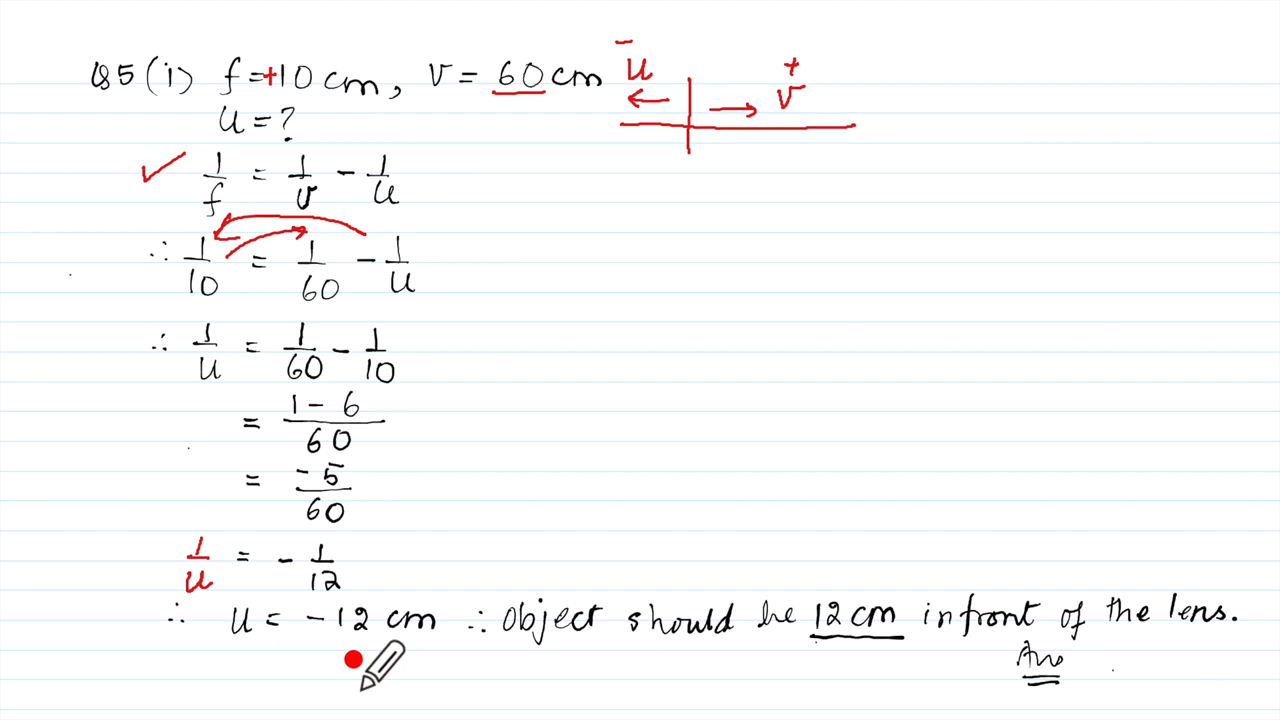 Q5 (i) f = +10 cm, v = 60 cm
u = ?
- u
+ v
1/f = 1/v - 1/u
∴ 1/10 = 1/60 - 1/u
∴ 1/u = 1/60 - 1/10
= 1 - 6/60
= -5/60
1/u = - 1/12
∴ u = -12 cm ∴ object should be 12 cm infront of the lens.
Ans